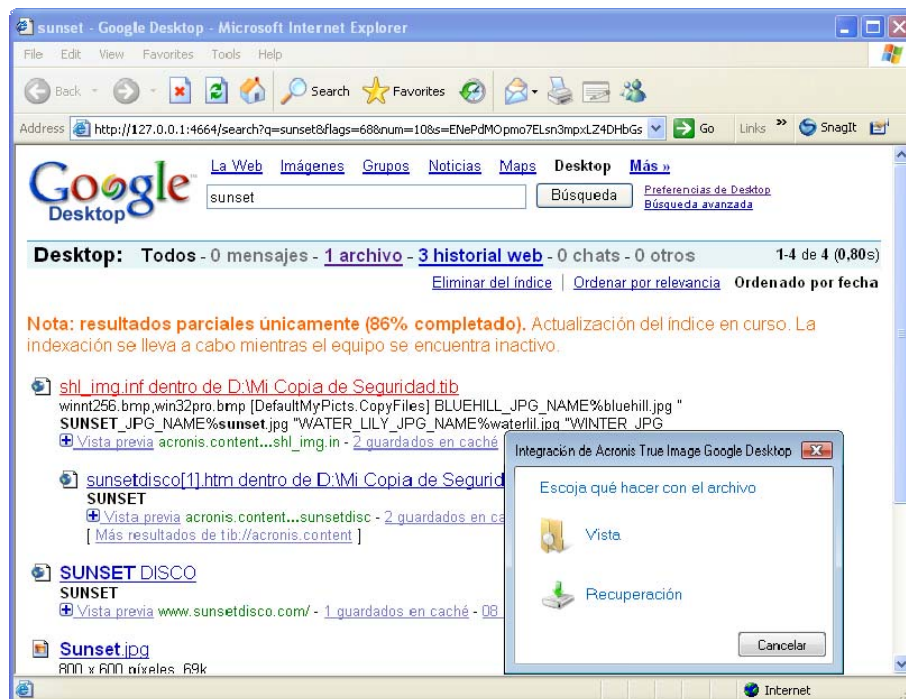 sunset - Google Desktop - Microsoft Internet Explorer
File Edit View Favorites Tools Help
Back Search Favorites
Address http://127.0.0.1:4664/search?q=sunset&flags=68&num=10&s=ENePdMOpmo7ELsn3mpxLZ4DHbGs Go Links » SnagIt
Google Desktop
La Web Imágenes Grupos Noticias Maps Desktop Más »
sunset Búsqueda Preferencias de Desktop
Búsqueda avanzada
Desktop: Todos - 0 mensajes - 1 archivo - 3 historial web - 0 chats - 0 otros 1-4 de 4 (0,80s)
Eliminar del índice | Ordenar por relevancia Ordenado por fecha
Nota: resultados parciales únicamente (86% completado). Actualización del índice en curso. La
indexación se lleva a cabo mientras el equipo se encuentra inactivo.
shl_img.inf dentro de D:\Mi Copia de Seguridad.tib
winnt256.bmp,win32pro.bmp [DefaultMyPicts.CopyFiles] BLUEHILL_JPG_NAME%bluehill.jpg "
SUNSET_JPG_NAME%sunset.jpg "WATER_LILY_JPG_NAME%waterlil.jpg "WINTER_JPG
Vista previa acronis.content...shl_img.in - 2 guardados en caché
sunsetdisco[1].htm dentro de D:\Mi Copia de Segurid
SUNSET
Vista previa acronis.content...sunsetdisc - 2 guardados en ca
[ Más resultados de tib://acronis.content ]
SUNSET DISCO
SUNSET
Vista previa www.sunsetdisco.com/ - 1 guardados en caché - 08
Sunset.jpg
800 x 600 píxeles, 69k
Integración de Acronis True Image Google Desktop
Escoja qué hacer con el archivo
Vista
Recuperación
Cancelar
Internet